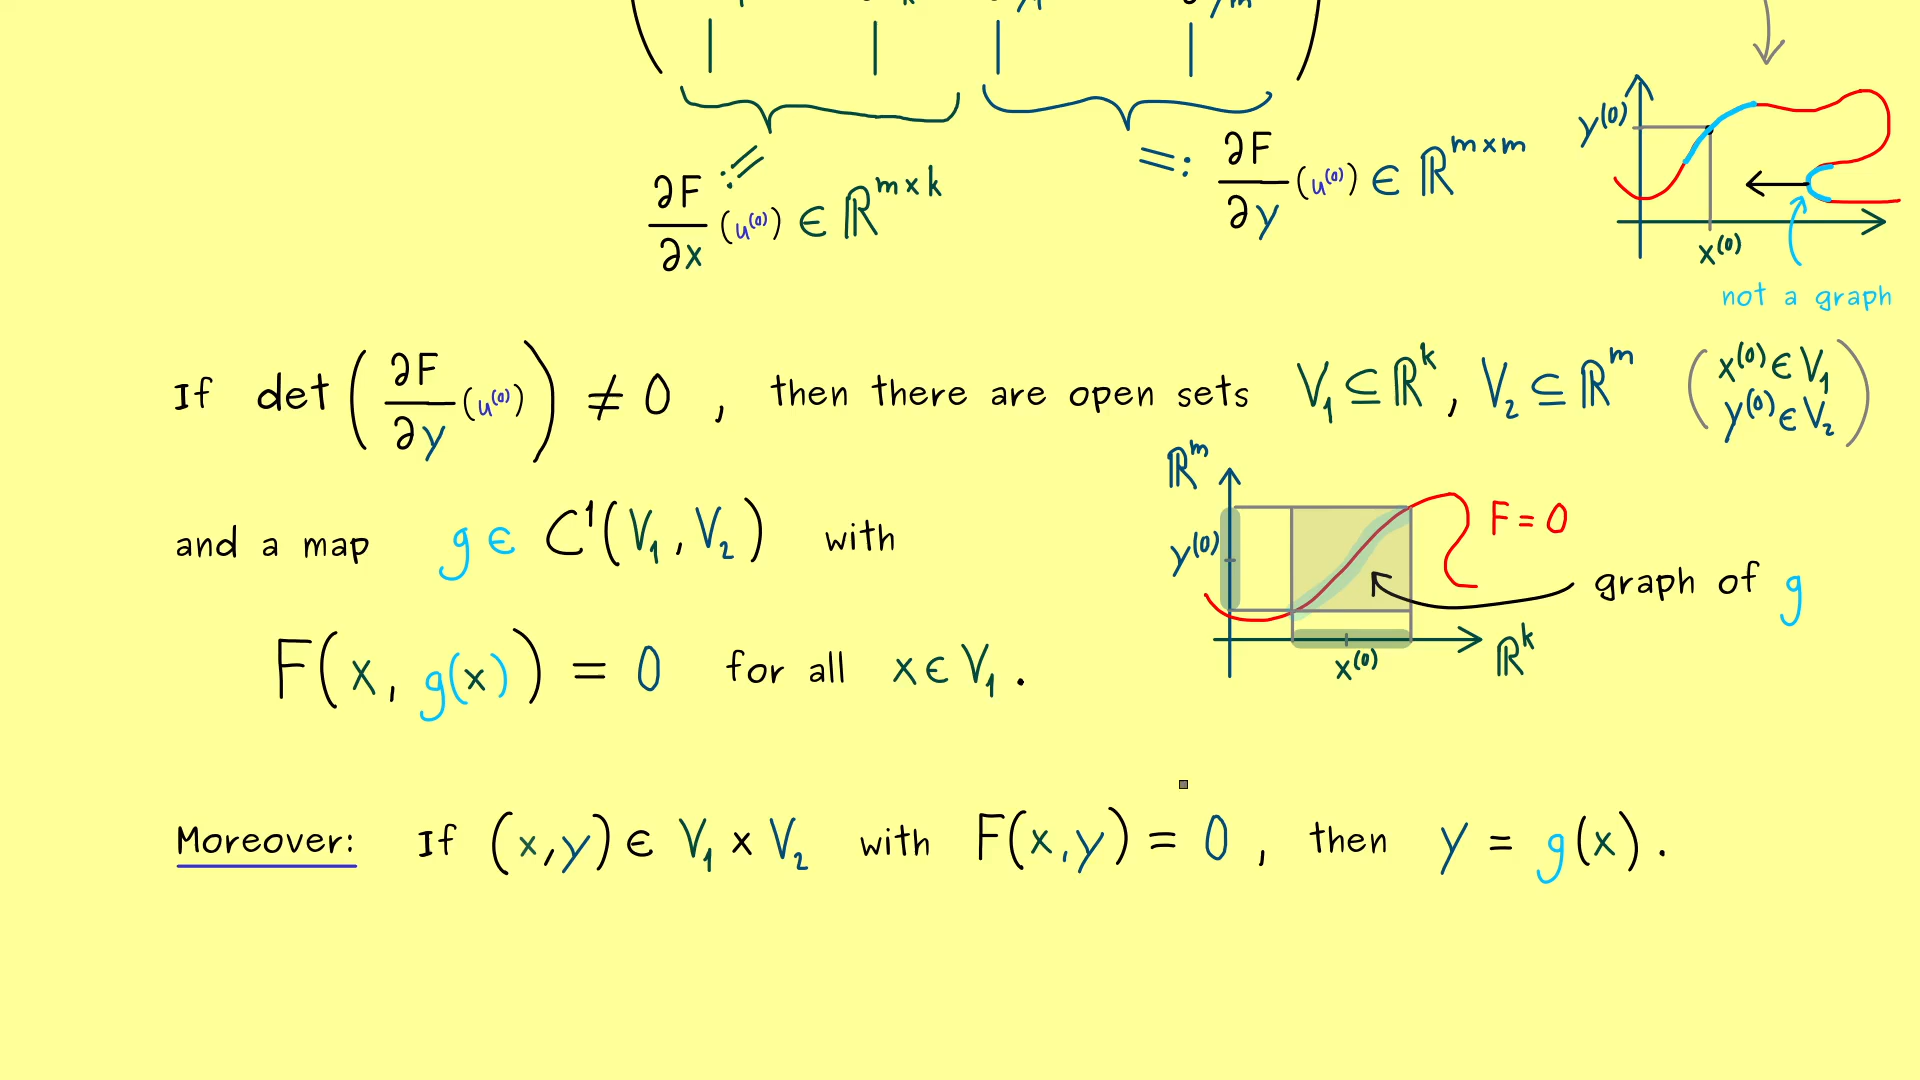 ∂F/∂x (u⁽⁰⁾) ∈ ℝ^{m×k}
=: ∂F/∂y (u⁽⁰⁾) ∈ ℝ^{m×m}
y⁽⁰⁾
x⁽⁰⁾
not a graph
If det(∂F/∂y (u⁽⁰⁾)) ≠ 0 , then there are open sets V₁ ⊆ ℝᵏ, V₂ ⊆ ℝᵐ (x⁽⁰⁾ ∈ V₁
y⁽⁰⁾ ∈ V₂)
and a map g ∈ C¹(V₁, V₂) with
F(x, g(x)) = 0 for all x ∈ V₁ .
ℝᵐ
y⁽⁰⁾
F = 0
graph of g
x⁽⁰⁾
ℝᵏ
Moreover: If (x,y) ∈ V₁ × V₂ with F(x,y) = 0 , then y = g(x) .